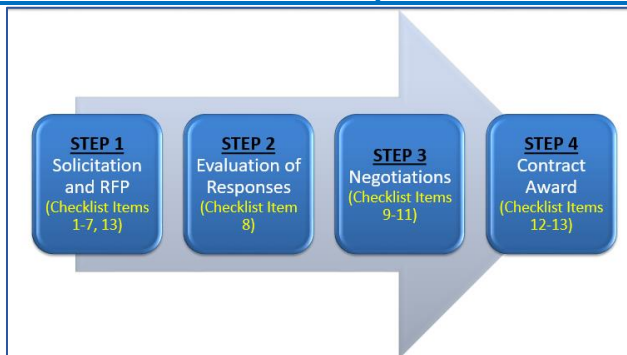 STEP 1
Solicitation
and RFP
(Checklist Items
1-7, 13)
STEP 2
Evaluation of
Responses
(Checklist Item
8)
STEP 3
Negotiations
(Checklist Items
9-11)
STEP 4
Contract
Award
(Checklist Items
12-13)